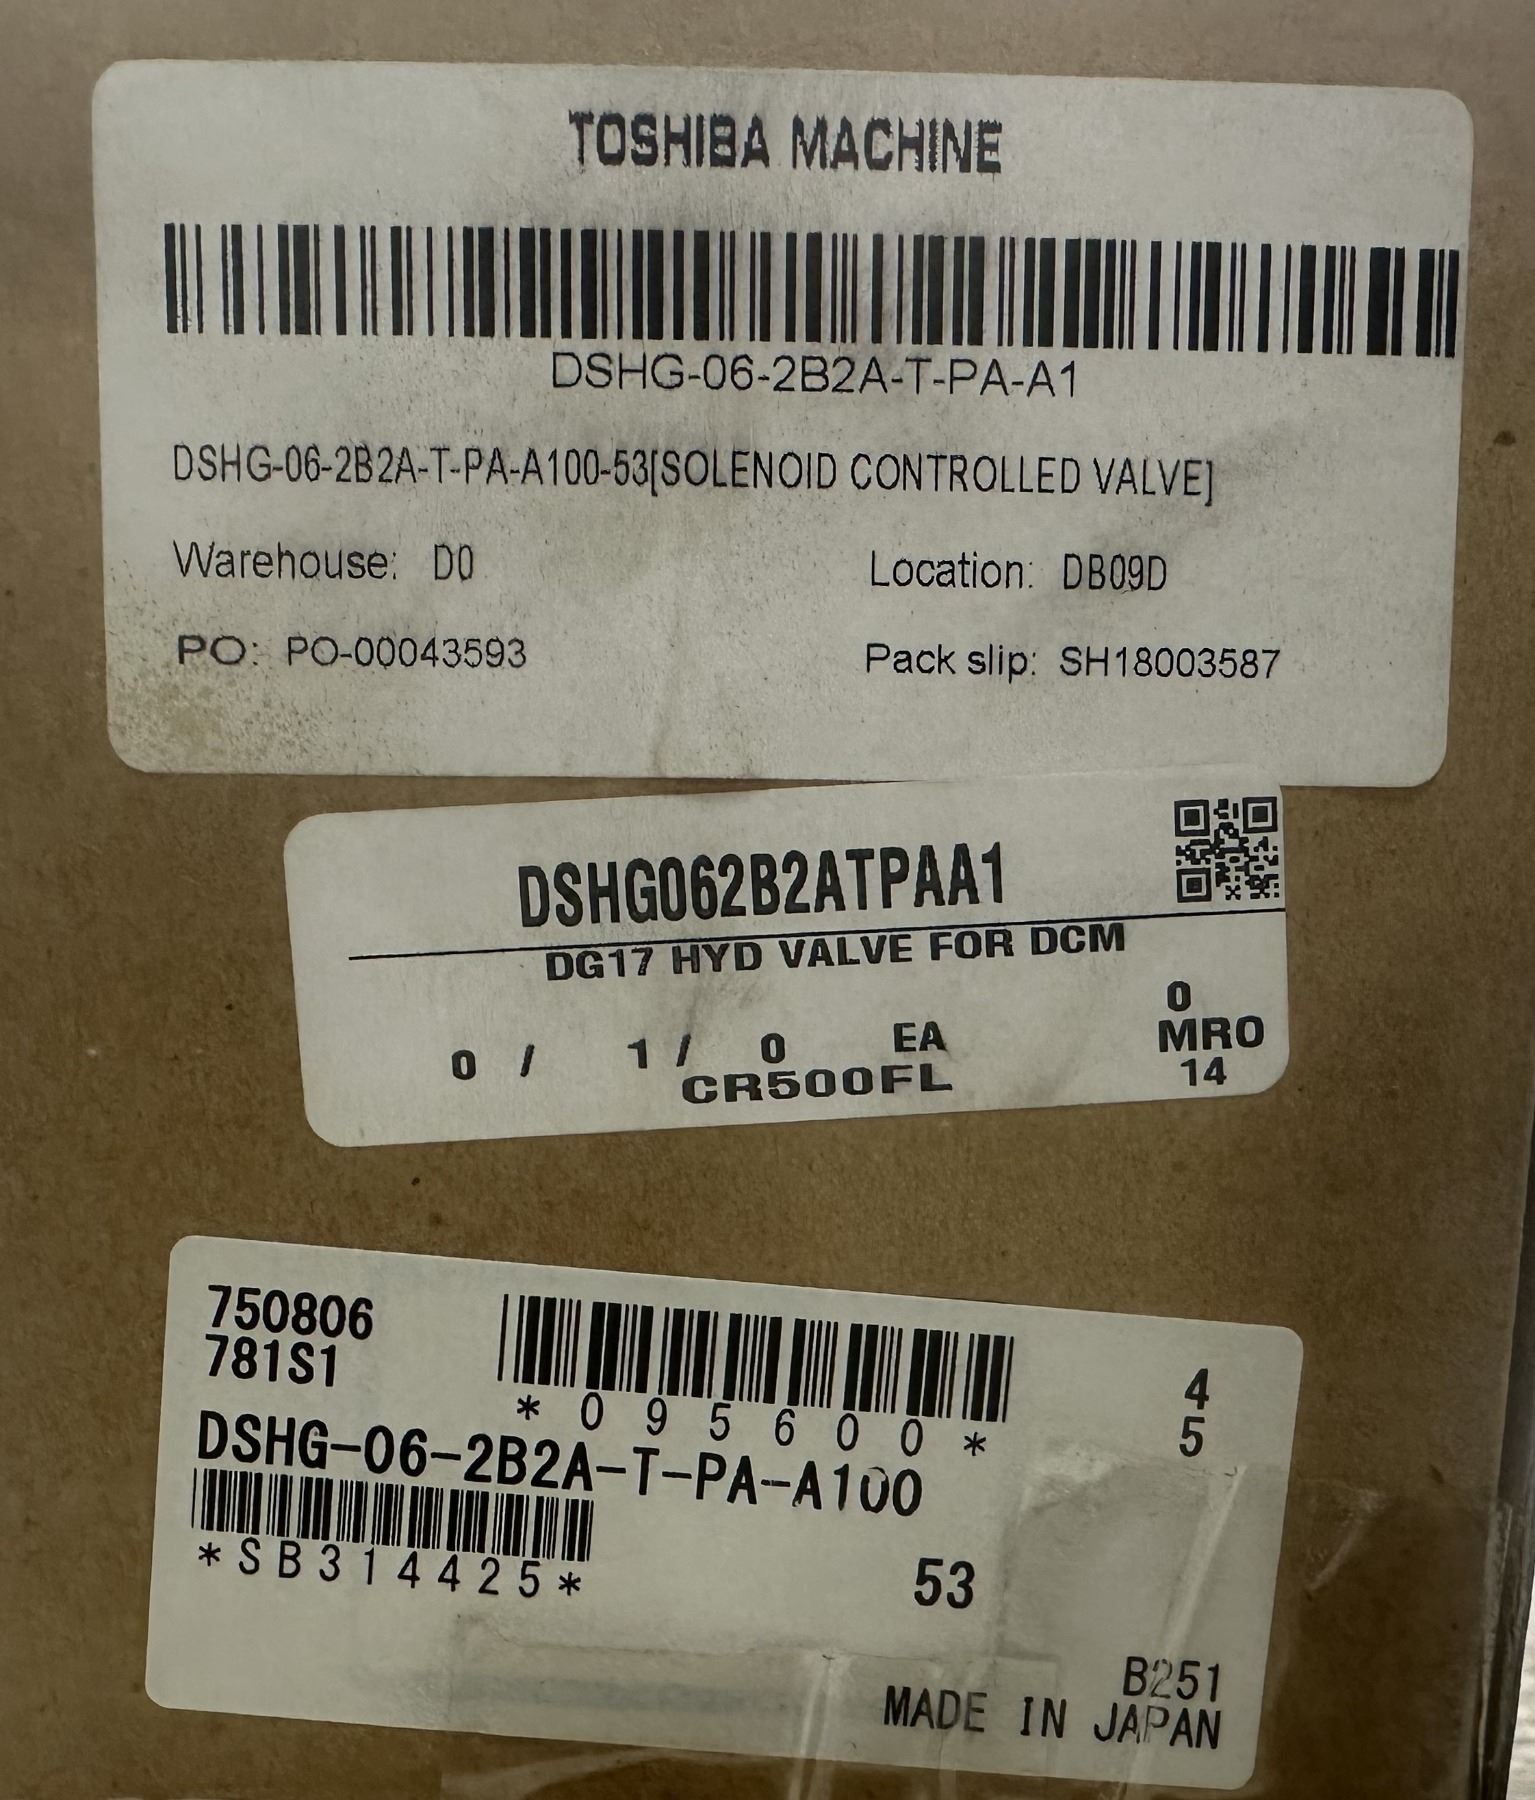 TOSHIBA MACHINE
DSHG-06-2B2A-T-PA-A1
DSHG-06-2B2A-T-PA-A100-53[SOLENOID CONTROLLED VALVE]
Warehouse: D0 Location: DB09D
PO: PO-00043593 Pack slip: SH18003587
DSHG062B2ATPAA1
DG17 HYD VALVE FOR DCM
0
0 / 1 / 0 EA MRO
CR500FL 14
750806
781S1
*095600*
4
5
DSHG-06-2B2A-T-PA-A100
*SB314425*
53
B251
MADE IN JAPAN